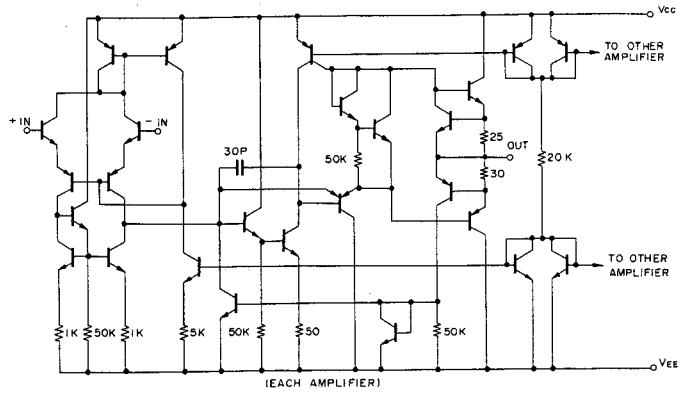 VCC
TO OTHER
AMPLIFIER
+IN
-IN
30P
50K
25
OUT
30
20K
TO OTHER
AMPLIFIER
1K
50K
1K
5K
50K
50
50K
VEE
(EACH AMPLIFIER)